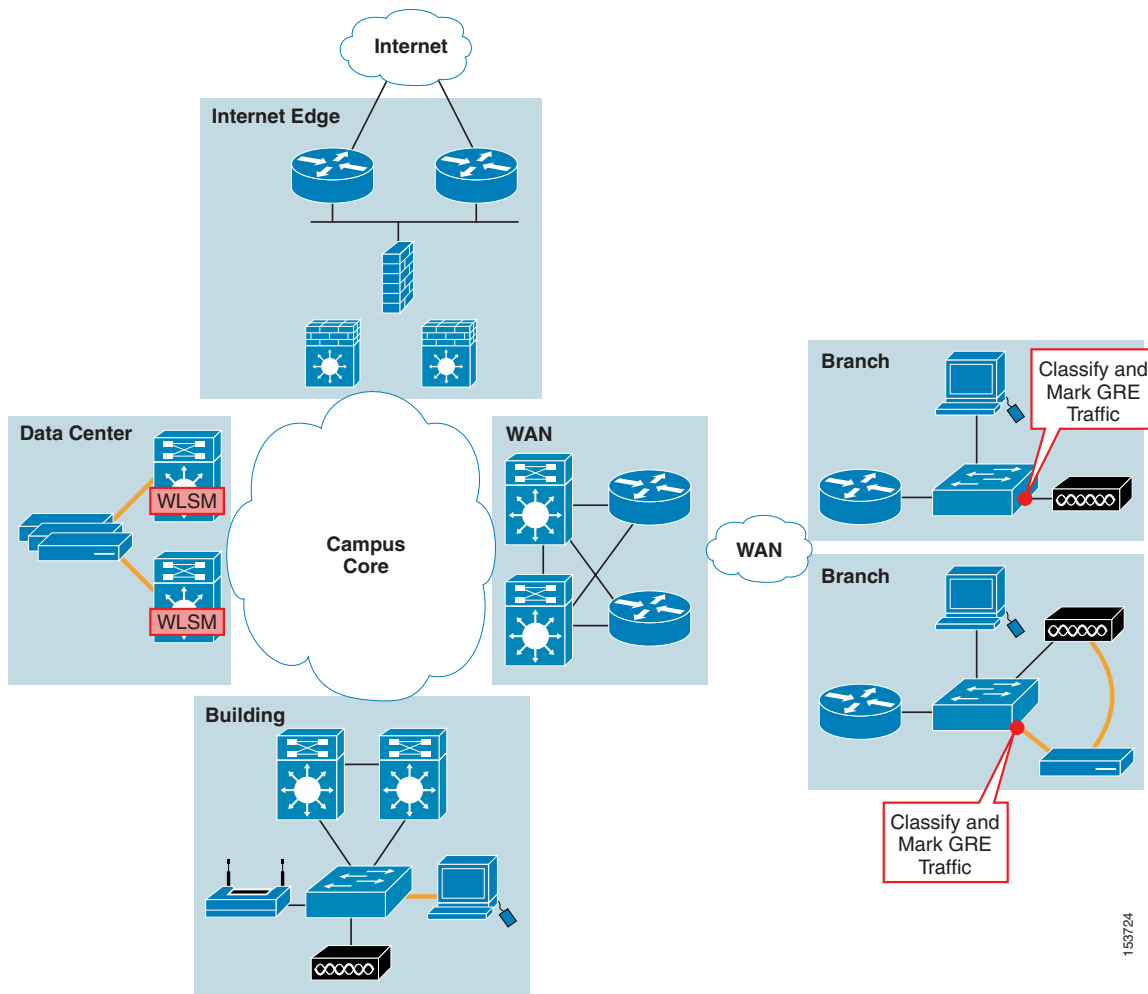 Internet
Internet Edge
Branch
Classify and
Mark GRE
Traffic
Data Center
WLSM
WLSM
Campus
Core
WAN
WAN
Branch
Classify and
Mark GRE
Traffic
Building
153724